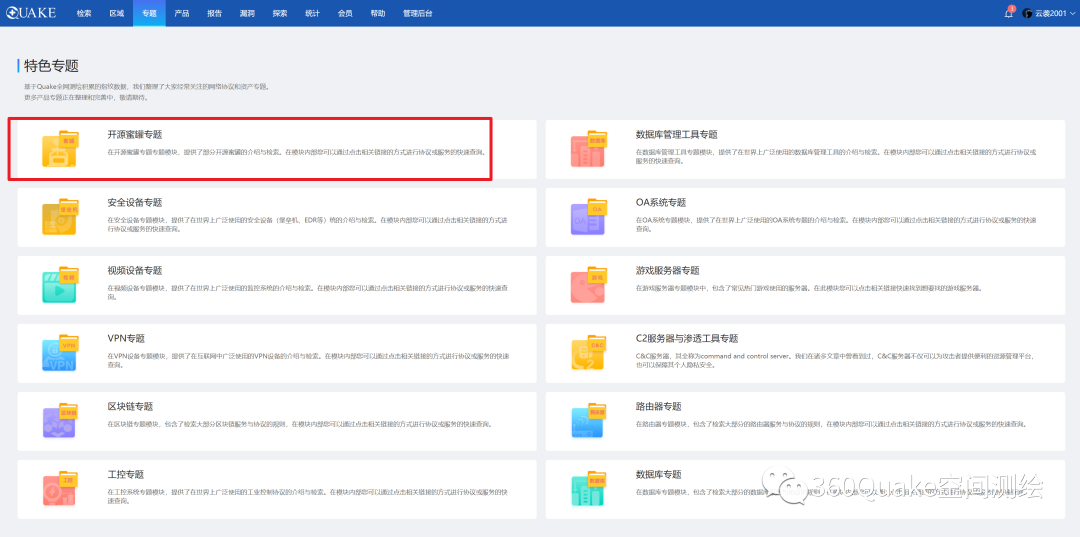 QUAKE 检索 区域 专题 产品 报告 漏洞 探索 统计 会员 帮助 管理后台 云袭2001
特色专题
基于Quake全网测绘积累的指纹数据，我们整理了大家经常关注的网络协议和资产专题。
更多产品专题正在整理和完善中，敬请期待。
开源蜜罐专题
在开源蜜罐专题专题模块，提供了部分开源蜜罐的介绍与检索。在模块内部您可以通过点击相关链接的方式进行协议或服务的快速查询。
数据库管理工具专题
在数据库管理工具专题模块，提供了在世界上广泛使用的数据库管理工具的介绍与检索。在模块内部您可以通过点击相关链接的方式进行协议或
服务的快速查询。
安全设备专题
在安全设备专题模块，提供了在世界上广泛使用的安全设备（堡垒机、EDR等）统的介绍与检索。在模块内部您可以通过点击相关链接的方式进
行协议或服务的快速查询。
OA系统专题
在OA系统专题模块，提供了在世界上广泛使用的OA系统专题的介绍与检索。在模块内部您可以通过点击相关链接的方式进行协议或服务的快速
查询。
视频设备专题
在视频设备专题模块，提供了在世界上广泛使用的监控系统的介绍与检索。在模块内部您可以通过点击相关链接的方式进行协议或服务的快速查
询。
游戏服务器专题
在游戏服务器专题模块中，包含了常见热门游戏使用的服务器。在此模块您可以点击相关链接快速找到想要找的游戏服务器。
VPN专题
在VPN设备专题模块，提供了在互联网中广泛使用的VPN设备的介绍与检索。在模块内部您可以通过点击相关链接的方式进行协议或服务的快速
查询。
C2服务器与渗透工具专题
C&C服务器，其全称为command and control server。我们在诸多文章中曾看到过，C&C服务器不仅可以为攻击者提供便利的资源管理平台，
也可以保障其个人隐私安全。
区块链专题
在区块链专题模块，包含了检索大部分区块链服务与协议的规则，在模块内部您可以通过点击相关链接的方式进行协议或服务的快速查询。
路由器专题
在路由器专题模块，包含了检索大部分的路由器服务与协议的规则，在模块内部您可以通过点击相关链接的方式进行协议或服务的快速查询。
工控专题
在工控系统专题模块，提供了在世界上广泛使用的工业控制协议的介绍与检索。在模块内部您可以通过点击相关链接的方式进行协议或服务的快
速查询。
数据库专题
在数据库专题模块，包含了检索大部分的数据
360Quake空间测绘